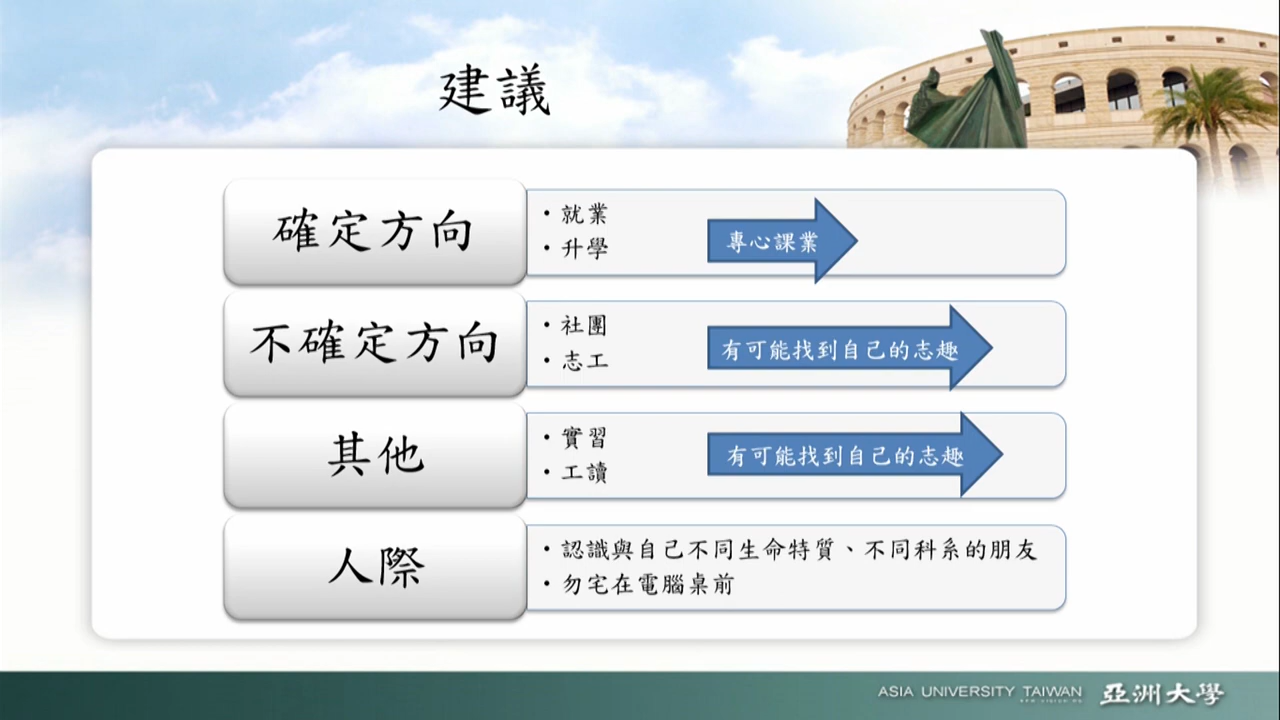 建議
確定方向
• 就業
• 升學
專心課業
不確定方向
• 社團
• 志工
有可能找到自己的志趣
其他
• 實習
• 工讀
有可能找到自己的志趣
人際
• 認識與自己不同生命特質、不同科系的朋友
• 勿宅在電腦桌前
ASIA UNIVERSITY TAIWAN
亞洲大學